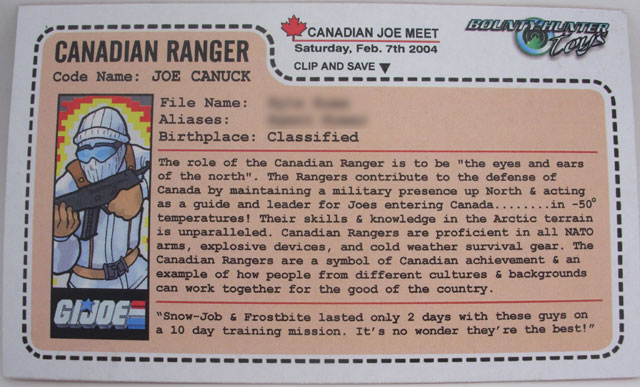 CANADIAN JOE MEET
Saturday, Feb. 7th 2004
CLIP AND SAVE
BOUNTY HUNTER
Toys
CANADIAN RANGER
Code Name: JOE CANUCK
File Name:
Aliases:
Birthplace: Classified
The role of the Canadian Ranger is to be "the eyes and ears
of the north". The Rangers contribute to the defense of
Canada by maintaining a military presence up North & acting
as a guide and leader for Joes entering Canada........in -50°
temperatures! Their skills & knowledge in the Arctic terrain
is unparalleled. Canadian Rangers are proficient in all NATO
arms, explosive devices, and cold weather survival gear. The
Canadian Rangers are a symbol of Canadian achievement & an
example of how people from different cultures & backgrounds
can work together for the good of the country.
GI JOE
"Snow-Job & Frostbite lasted only 2 days with these guys on
a 10 day training mission. It's no wonder they're the best!"